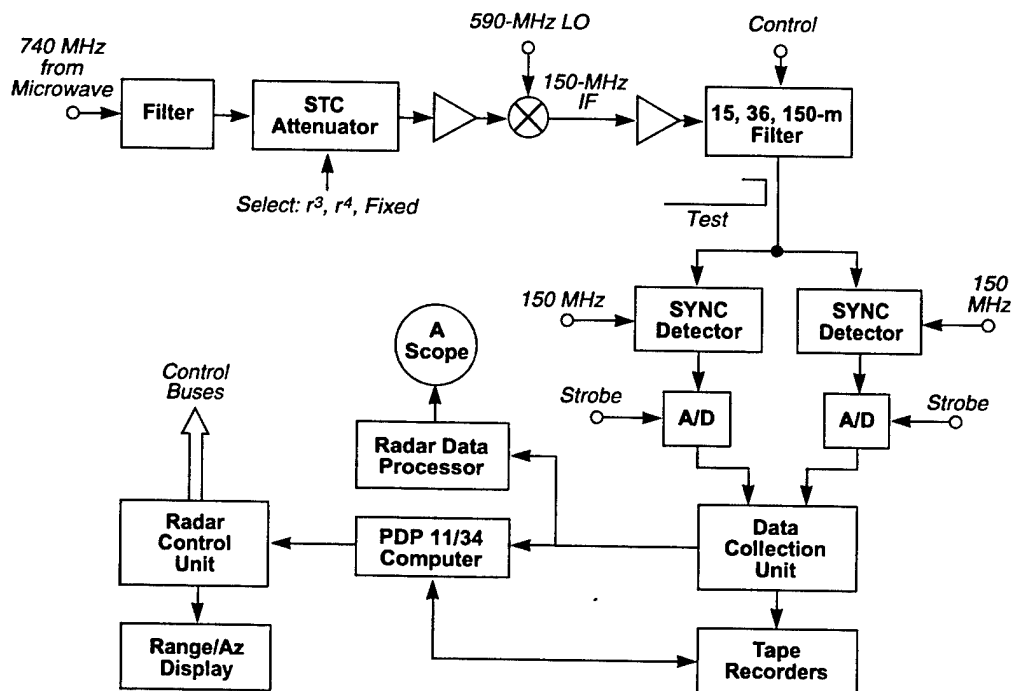 740 MHz
from
Microwave
Filter
STC
Attenuator
Select: r³, r⁴, Fixed
590-MHz LO
150-MHz
IF
Control
15, 36, 150-m
Filter
Test
150 MHz
SYNC
Detector
SYNC
Detector
150
MHz
Strobe
A/D
A/D
Strobe
A
Scope
Control
Buses
Radar Data
Processor
Radar
Control
Unit
PDP 11/34
Computer
Data
Collection
Unit
Range/Az
Display
Tape
Recorders